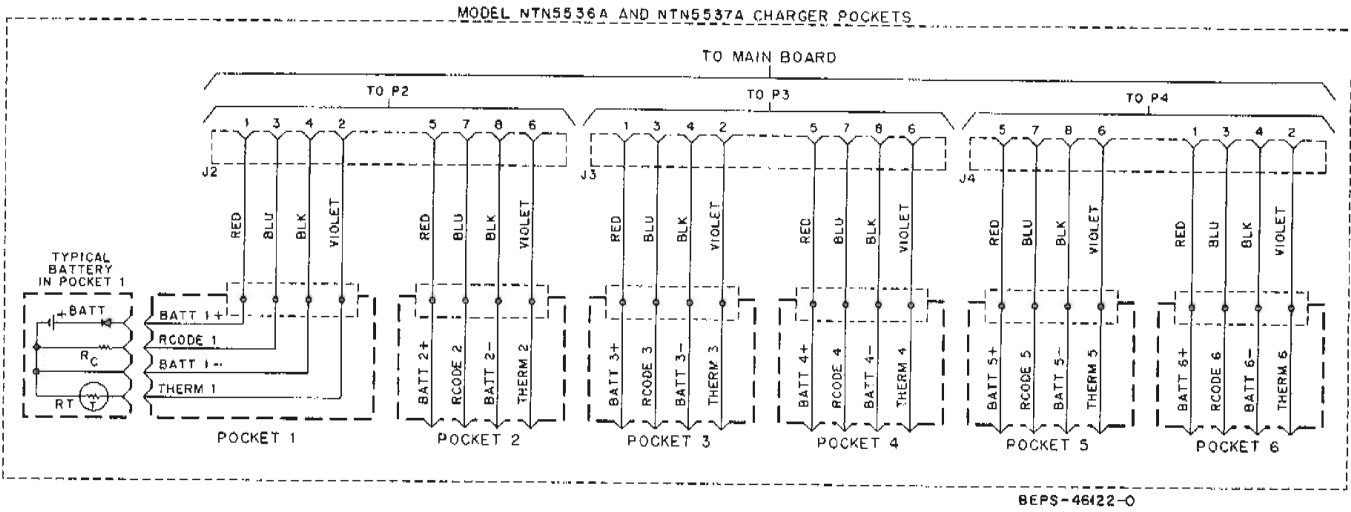 MODEL NTN5536A AND NTN5537A CHARGER POCKETS
TO MAIN BOARD
TO P2
TO P3
TO P4
1 3 4 2 5 7 8 6
1 3 4 2 5 7 8 6
5 7 8 6 1 3 4 2
J2
J3
J4
RED BLU BLK VIOLET
RED BLU BLK VIOLET
RED BLU BLK VIOLET
RED BLU BLK VIOLET
RED BLU BLK VIOLET
RED BLU BLK VIOLET
TYPICAL
BATTERY
IN POCKET 1
+ BATT
RC
RT
T
BATT 1+
RCODE 1
BATT 1-
THERM 1
BATT 2+
RCODE 2
BATT 2-
THERM 2
BATT 3+
RCODE 3
BATT 3-
THERM 3
BATT 4+
RCODE 4
BATT 4-
THERM 4
BATT 5+
RCODE 5
BATT 5-
THERM 5
BATT 6+
RCODE 6
BATT 6-
THERM 6
POCKET 1
POCKET 2
POCKET 3
POCKET 4
POCKET 5
POCKET 6
BEPS-46122-O